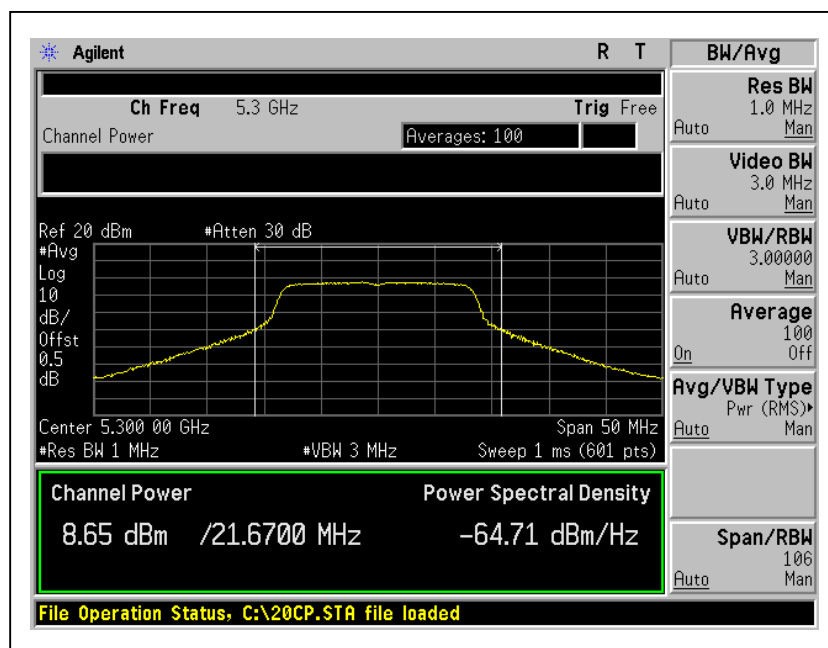 Agilent R T
Ch Freq 5.3 GHz Trig Free
Channel Power Averages: 100
Ref 20 dBm #Atten 30 dB
#Avg
Log
10
dB/
Offst
0.5
dB
Center 5.300 00 GHz Span 50 MHz
#Res BW 1 MHz #VBW 3 MHz Sweep 1 ms (601 pts)
Channel Power Power Spectral Density
8.65 dBm /21.6700 MHz -64.71 dBm/Hz
File Operation Status, C:\20CP.STA file loaded
BW/Avg
Res BW
1.0 MHz
Auto Man
Video BW
3.0 MHz
Auto Man
VBW/RBW
3.00000
Auto Man
Average
100
On Off
Avg/VBW Type
Pwr (RMS)▸
Auto Man
Span/RBW
106
Auto Man